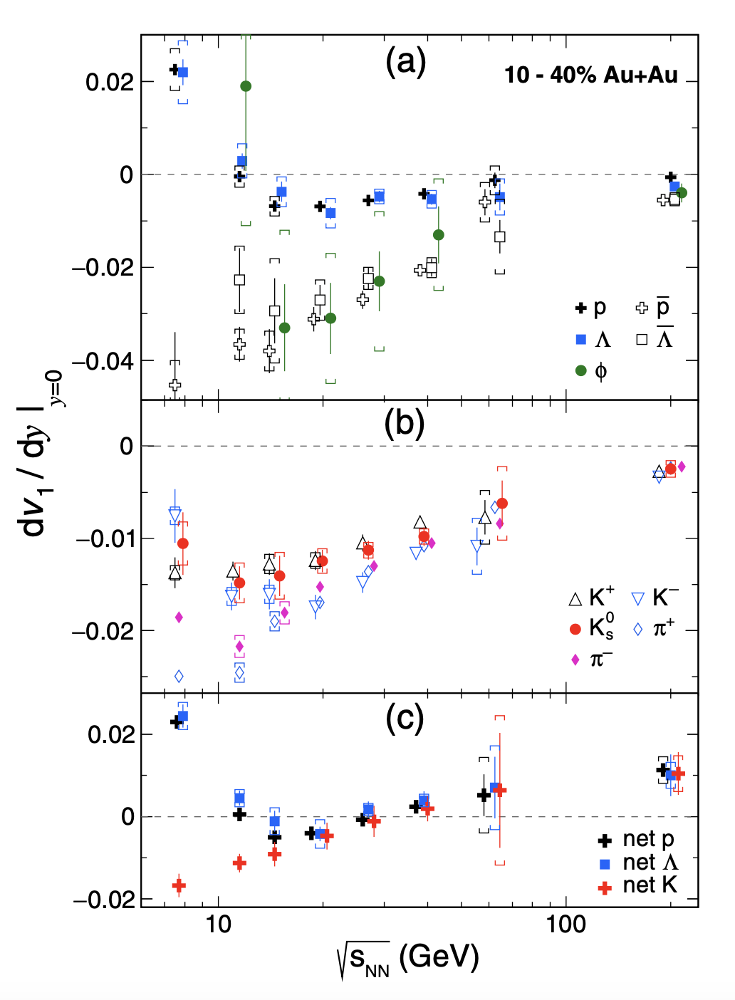 (a)
10 - 40% Au+Au
0.02
0
−0.02
−0.04
p p̅
Λ Λ̅
ϕ
dv₁ / dy |y=0
(b)
0
−0.01
−0.02
K⁺ K⁻
K⁰s π⁺
π⁻
(c)
0.02
0
−0.02
net p
net Λ
net K
10 100
√sNN (GeV)